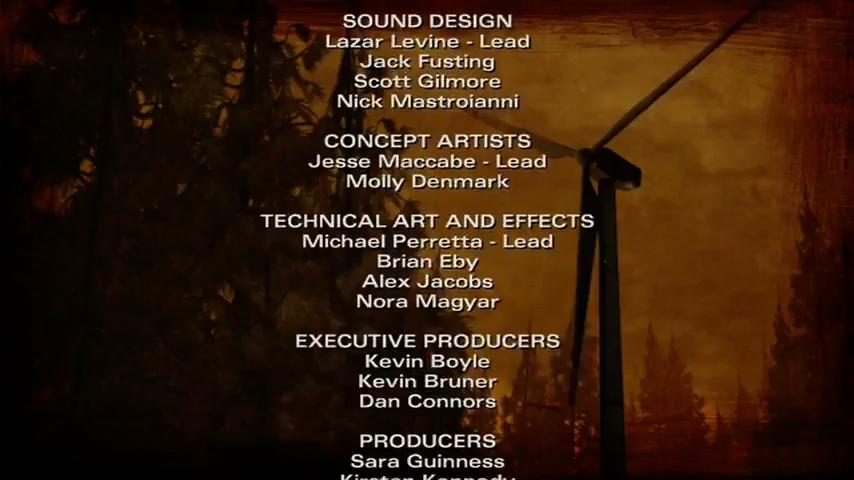 SOUND DESIGN
Lazar Levine - Lead
Jack Fusting
Scott Gilmore
Nick Mastroianni
CONCEPT ARTISTS
Jesse Maccabe - Lead
Molly Denmark
TECHNICAL ART AND EFFECTS
Michael Perretta - Lead
Brian Eby
Alex Jacobs
Nora Magyar
EXECUTIVE PRODUCERS
Kevin Boyle
Kevin Bruner
Dan Connors
PRODUCERS
Sara Guinness